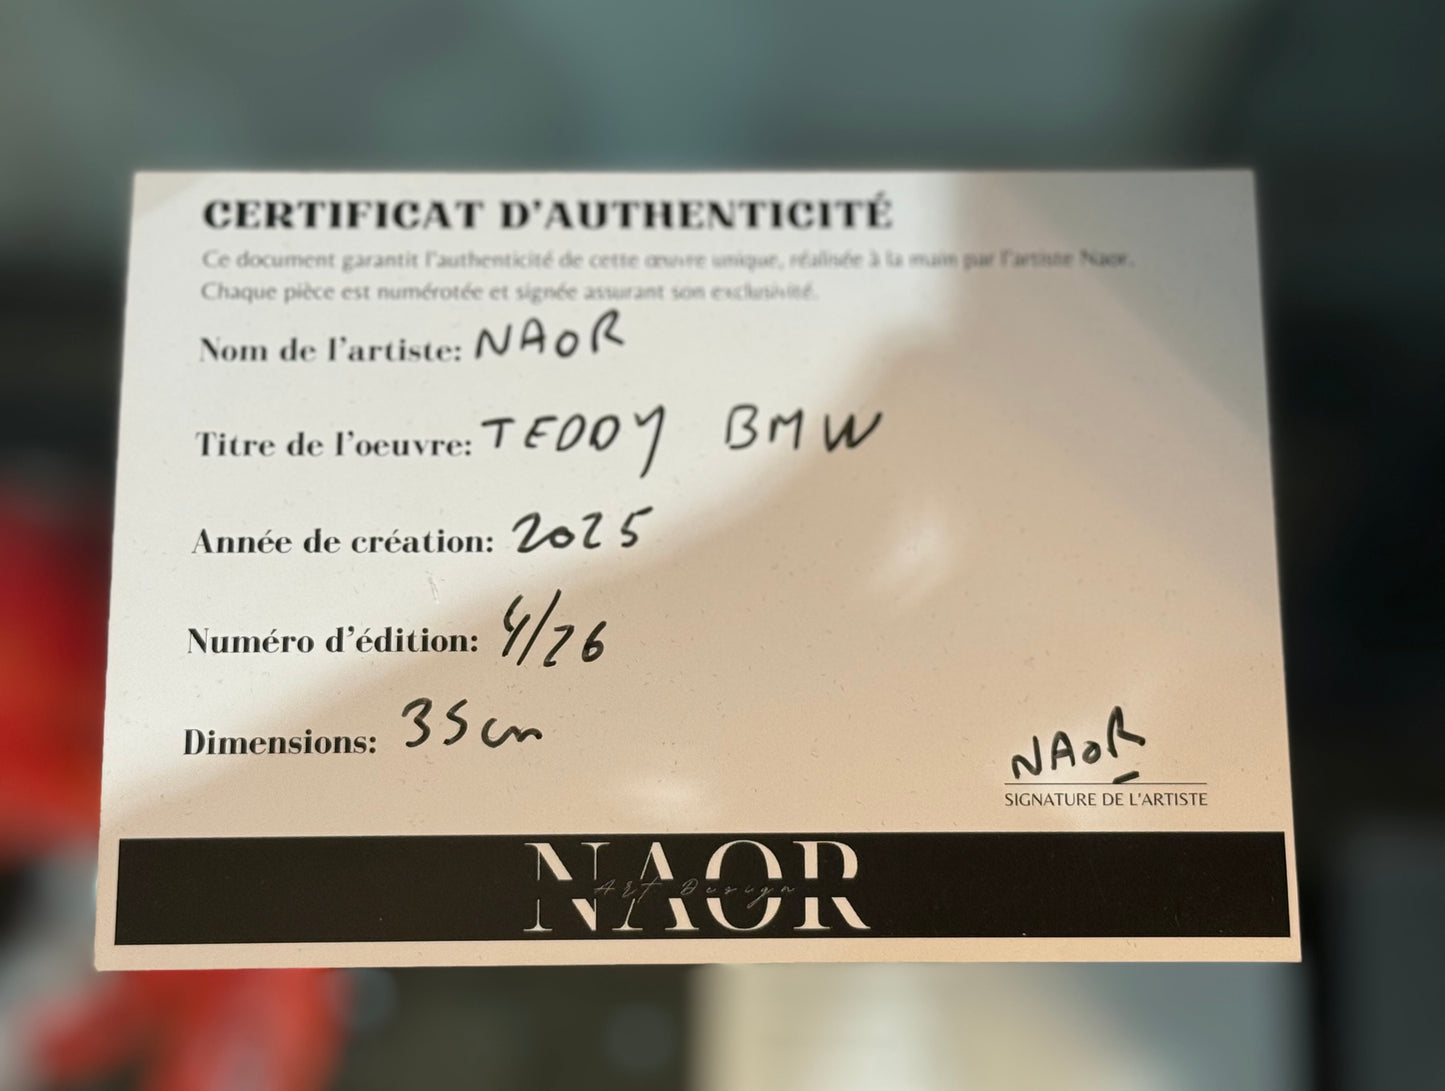 CERTIFICAT D'AUTHENTICITÉ
Ce document garantit l'authenticité de cette œuvre unique, réalisée à la main par l'artiste Naor.
Chaque pièce est numérotée et signée assurant son exclusivité.
Nom de l'artiste: NAOR
Titre de l'oeuvre: TEDDY BMW
Année de création: 2025
Numéro d'édition: 4/26
Dimensions: 35cm
NAOR
SIGNATURE DE L'ARTISTE
NAOR
Art Design